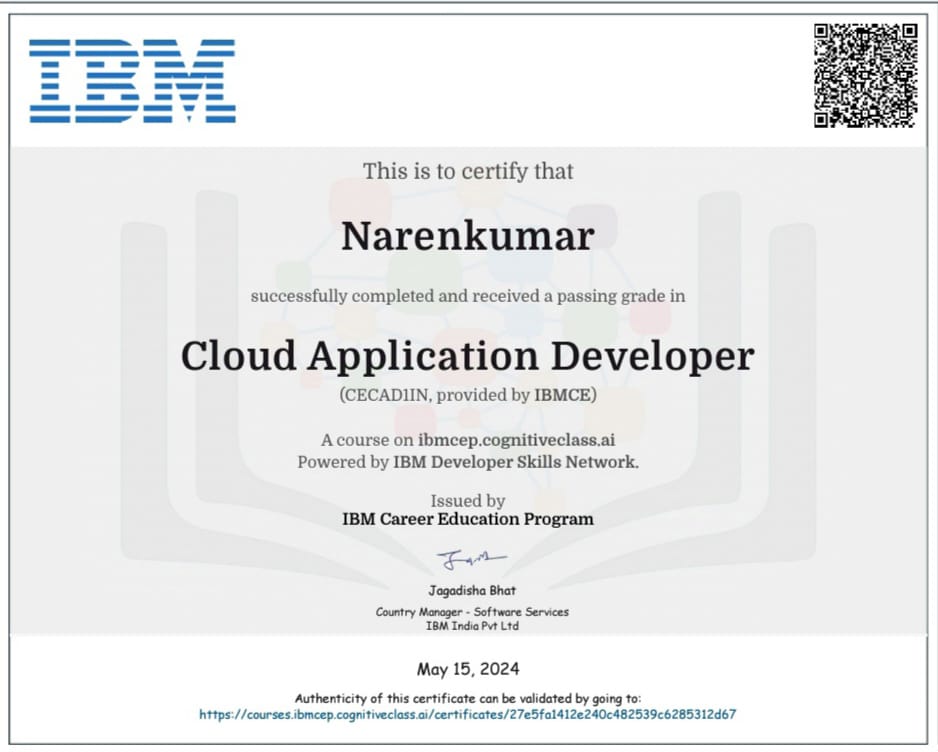 IBM
This is to certify that
Narenkumar
successfully completed and received a passing grade in
Cloud Application Developer
(CECAD1IN, provided by IBMCE)
A course on ibmcep.cognitiveclass.ai
Powered by IBM Developer Skills Network.
Issued by
IBM Career Education Program
Jagadisha Bhat
Country Manager - Software Services
IBM India Pvt Ltd
May 15, 2024
Authenticity of this certificate can be validated by going to:
https://courses.ibmcep.cognitiveclass.ai/certificates/27e5fa1412e240c482539c6285312d67